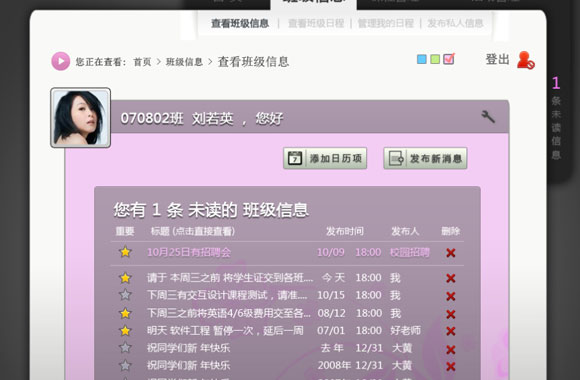 查看班级信息 | 查看班级日程 | 管理我的日程 | 发布私人信息
您正在查看： 首页 > 班级信息 > 查看班级信息
登出
1
条未读信息
070802班 刘若英 ，您好
添加日历项
发布新消息
您有 1 条 未读的 班级信息
重要 标题 (点击直接查看) 发布时间 发布人 删除
10月25日有招聘会 10/09 18:00 校园招聘
请于 本周三之前 将学生证交到各班.... 今 天 18:00 我
下周三有交互设计课程测试，请准.... 10/15 18:00 我
下周三之前将英语4/6级费用交至各... 08/12 18:00 我
明天 软件工程 暂停一次，延后一周 07/01 18:00 好老师
祝同学们新 年快乐 去 年 12/31 大黄
祝同学们新 年快乐 2008年 12/31 大黄